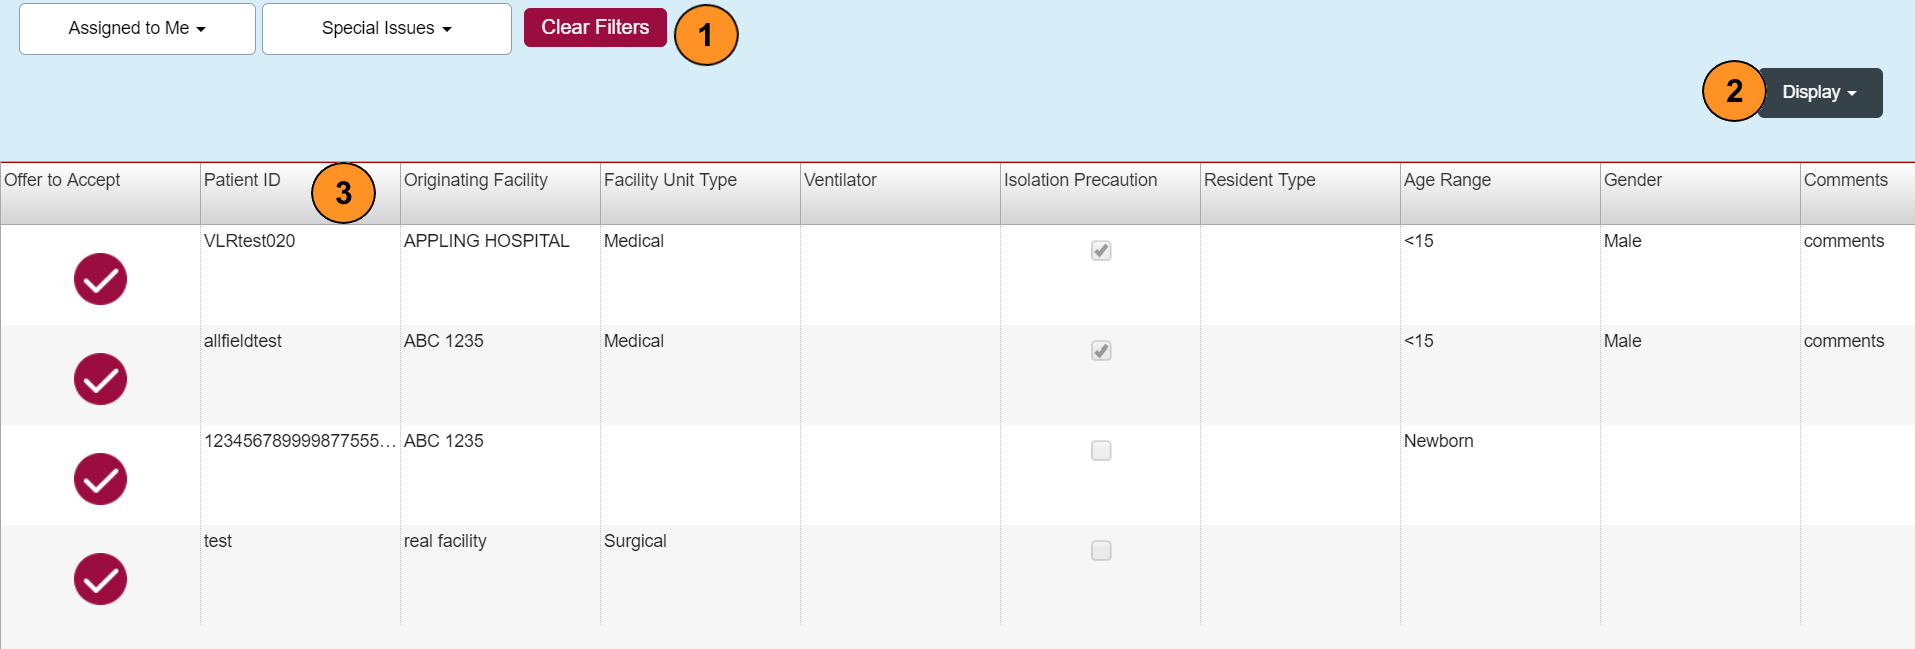 Assigned to Me
Special Issues
Clear Filters
1
2
Display
Offer to Accept
Patient ID
3
Originating Facility
Facility Unit Type
Ventilator
Isolation Precaution
Resident Type
Age Range
Gender
Comments
VLRtest020
APPLING HOSPITAL
Medical
<15
Male
comments
allfieldtest
ABC 1235
Medical
<15
Male
comments
123456789999877555…
ABC 1235
Newborn
test
real facility
Surgical